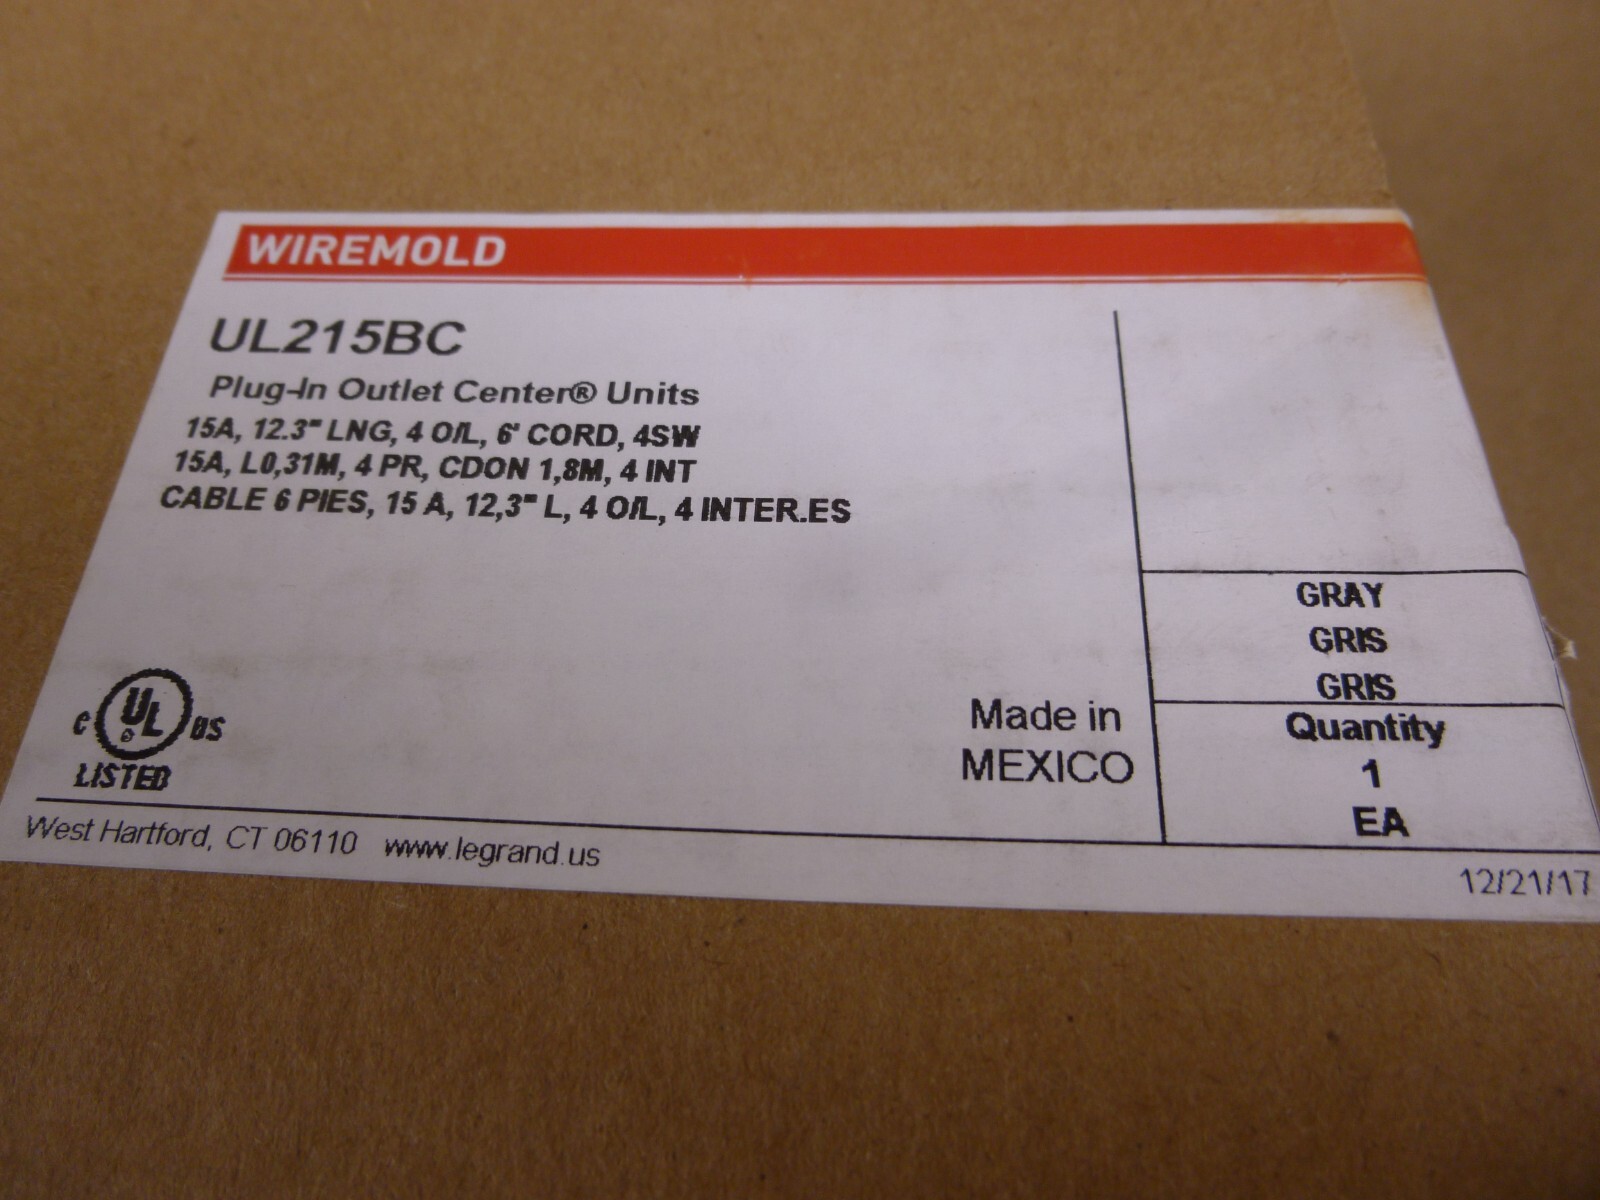 WIREMOLD
UL215BC
Plug-In Outlet Center® Units
15A, 12.3" LNG, 4 O/L, 6' CORD, 4SW
15A, L0,31M, 4 PR, CDON 1,8M, 4 INT
CABLE 6 PIES, 15 A, 12,3" L, 4 O/L, 4 INTER.ES
GRAY
GRIS
GRIS
Quantity
1
EA
Made in
MEXICO
C UL US
LISTED
West Hartford, CT 06110 www.legrand.us
12/21/17